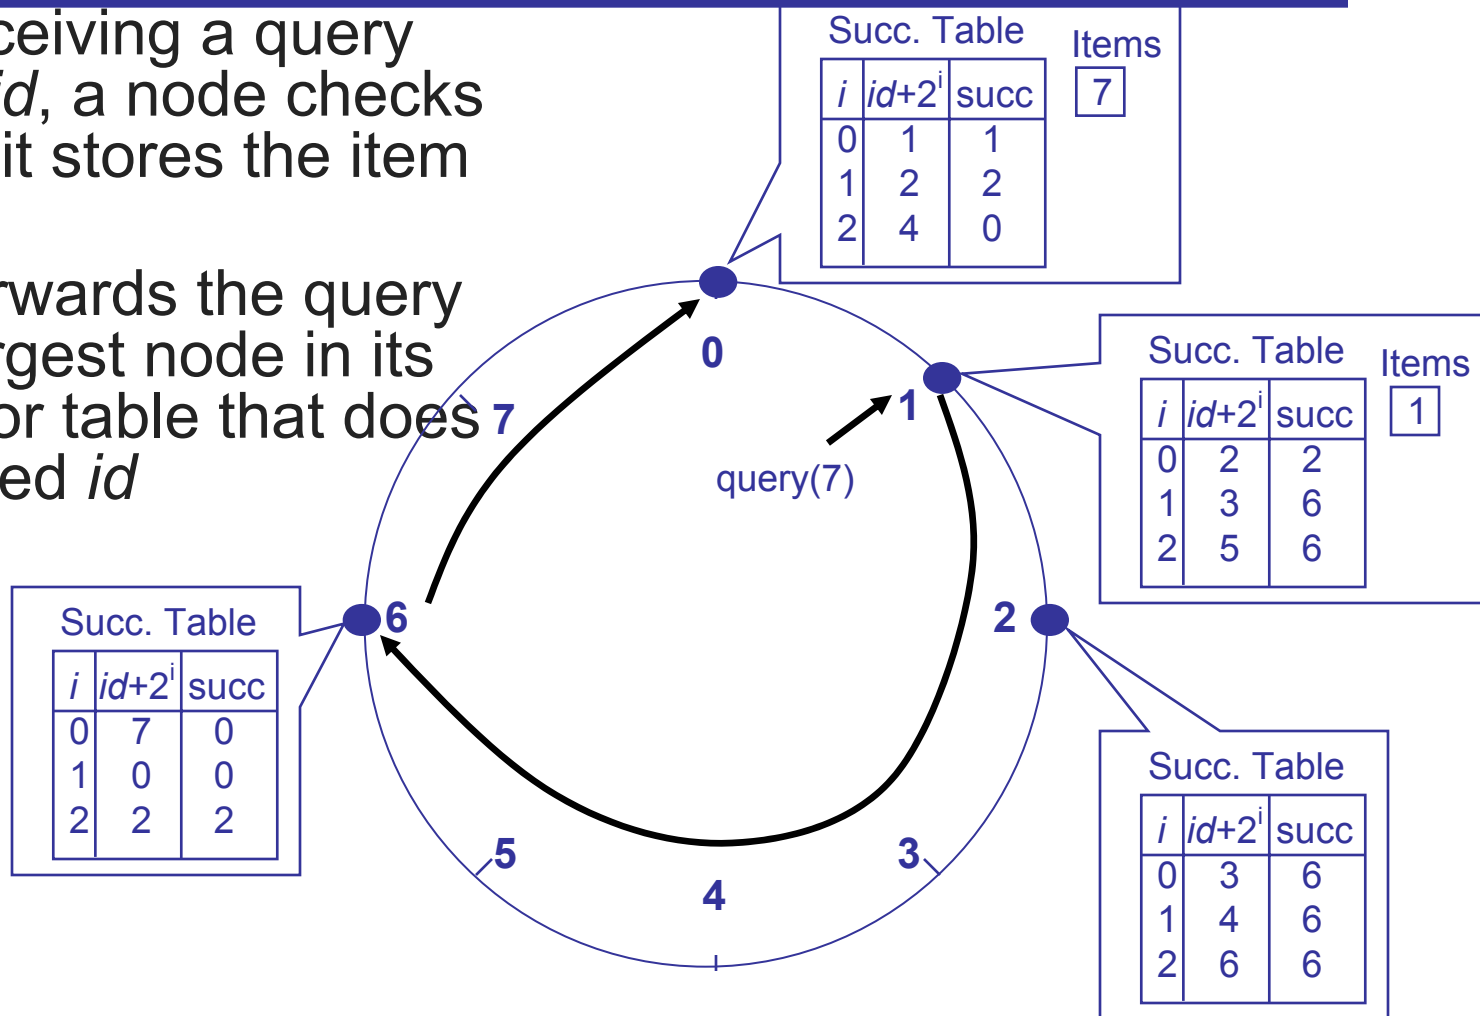 ceiving a query
id, a node checks
it stores the item
rwards the query
rgest node in its
or table that does
ed id
Succ. Table
Items
7
i id+2^i succ
0 1 1
1 2 2
2 4 0
0
7
1
query(7)
Succ. Table
Items
1
i id+2^i succ
0 2 2
1 3 6
2 5 6
6
2
Succ. Table
i id+2^i succ
0 7 0
1 0 0
2 2 2
5
3
4
Succ. Table
i id+2^i succ
0 3 6
1 4 6
2 6 6